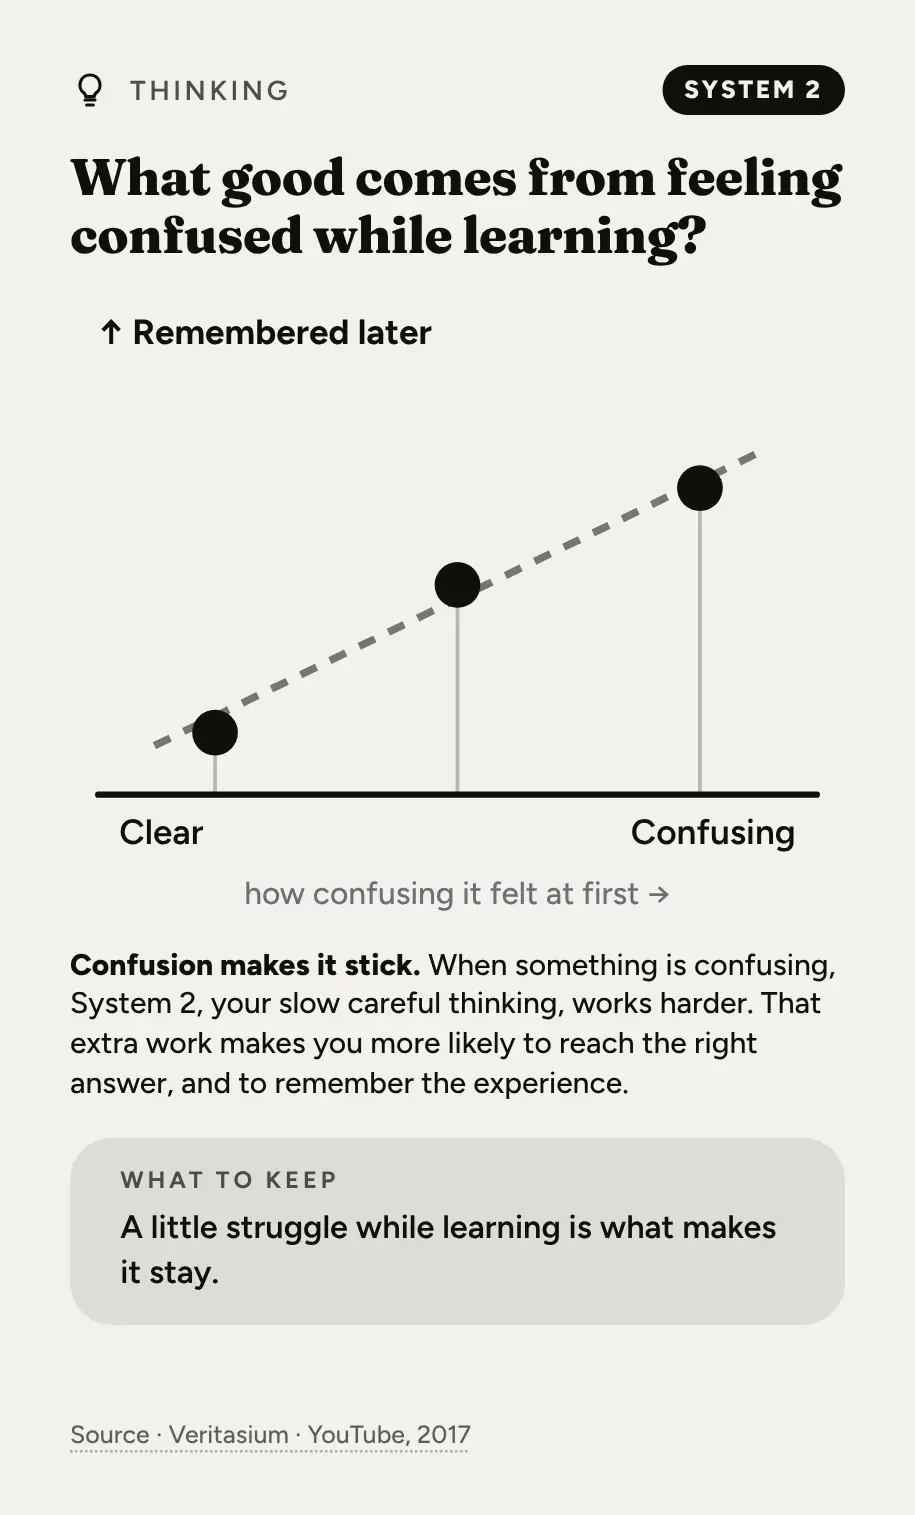 THINKING
SYSTEM 2
What good comes from feeling
confused while learning?
↑ Remembered later
Clear
Confusing
how confusing it felt at first →
Confusion makes it stick. When something is confusing,
System 2, your slow careful thinking, works harder. That
extra work makes you more likely to reach the right
answer, and to remember the experience.
WHAT TO KEEP
A little struggle while learning is what makes
it stay.
Source · Veritasium · YouTube, 2017